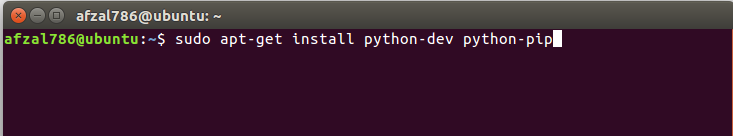 afzal786@ubuntu: ~
afzal786@ubuntu:~$ sudo apt-get install python-dev python-pip